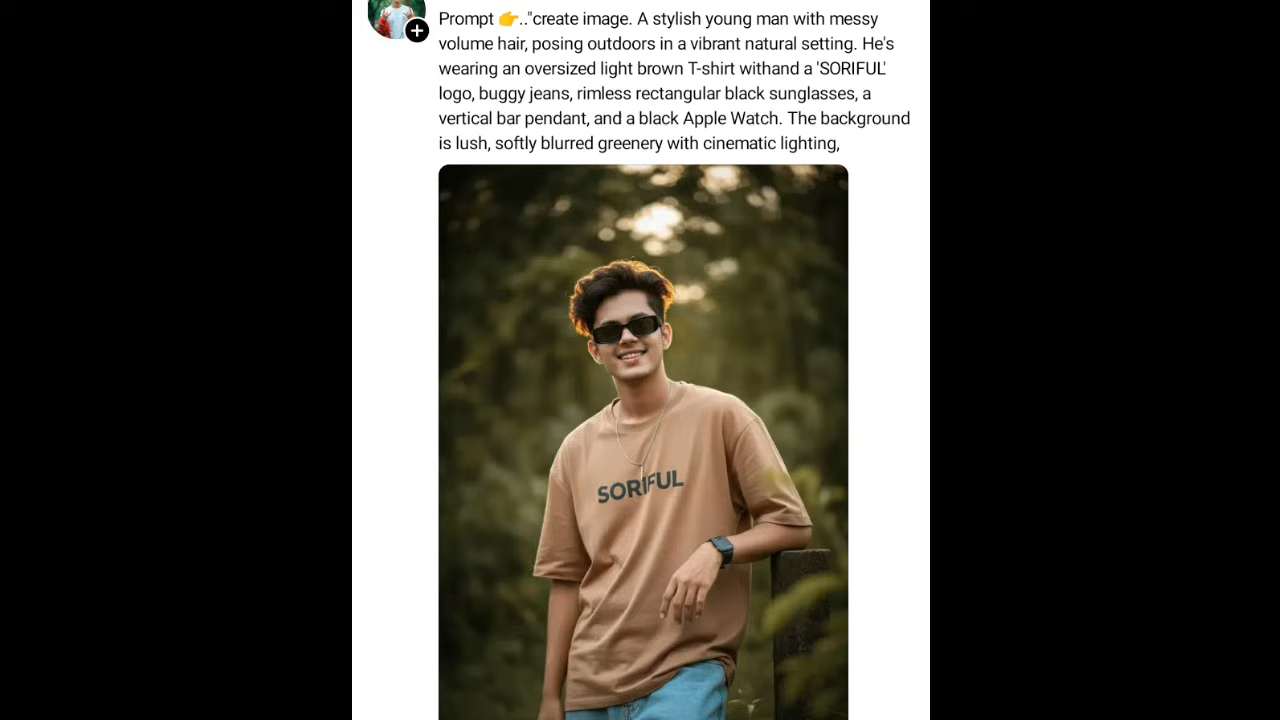 Prompt 👉.."create image. A stylish young man with messy
volume hair, posing outdoors in a vibrant natural setting. He's
wearing an oversized light brown T-shirt withand a 'SORIFUL'
logo, buggy jeans, rimless rectangular black sunglasses, a
vertical bar pendant, and a black Apple Watch. The background
is lush, softly blurred greenery with cinematic lighting,
SORIFUL